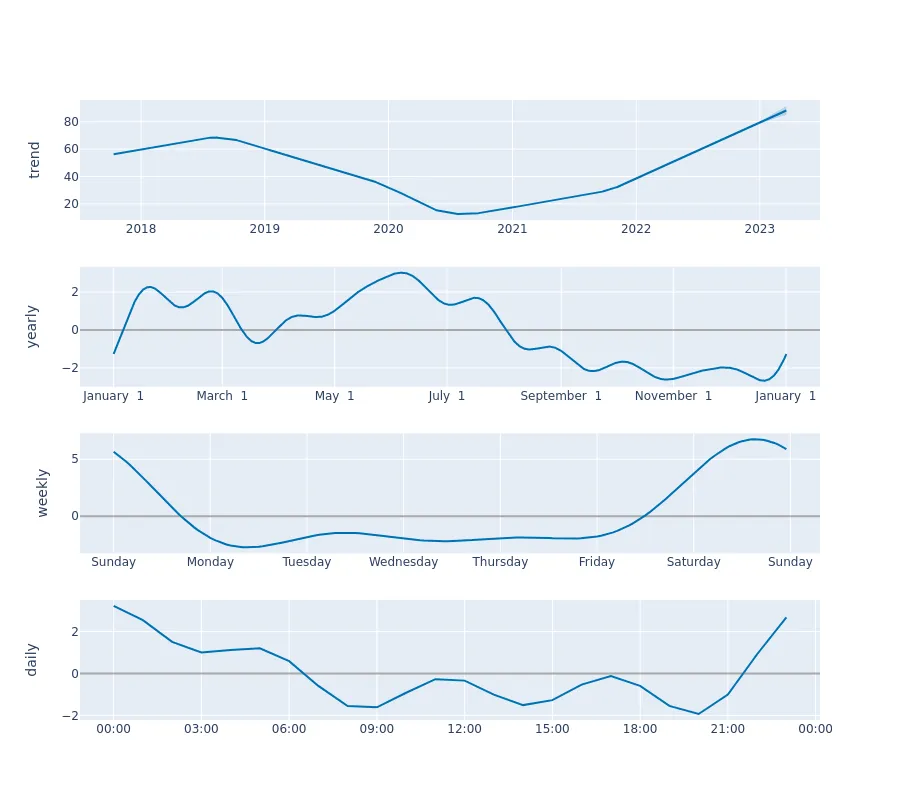 trend
80
60
40
20
2018 2019 2020 2021 2022 2023
yearly
2
0
−2
January 1 March 1 May 1 July 1 September 1 November 1 January 1
weekly
5
0
Sunday Monday Tuesday Wednesday Thursday Friday Saturday Sunday
daily
2
0
−2
00:00 03:00 06:00 09:00 12:00 15:00 18:00 21:00 00:00